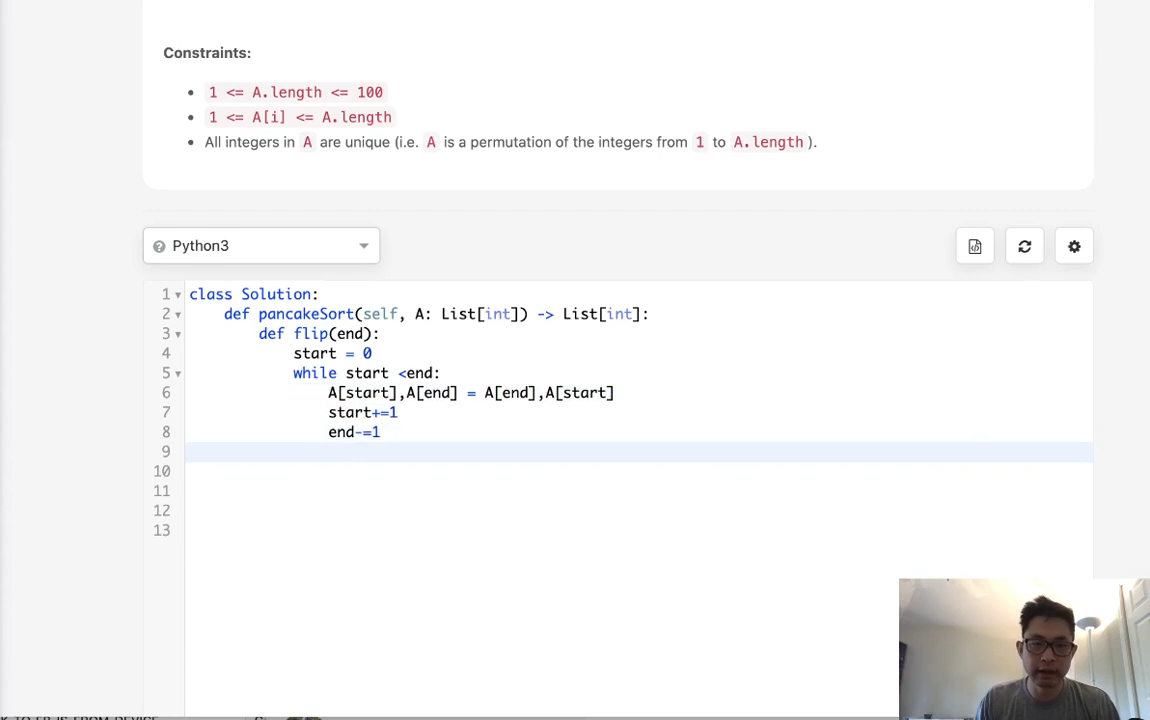 Constraints:
1 <= A.length <= 100
1 <= A[i] <= A.length
All integers in A are unique (i.e. A is a permutation of the integers from 1 to A.length ).
Python3
1 class Solution:
2 def pancakeSort(self, A: List[int]) -> List[int]:
3 def flip(end):
4 start = 0
5 while start <end:
6 A[start],A[end] = A[end],A[start]
7 start+=1
8 end-=1
9
10
11
12
13